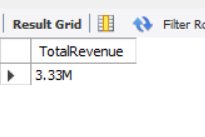 Result Grid Filter Ro
TotalRevenue
3.33M